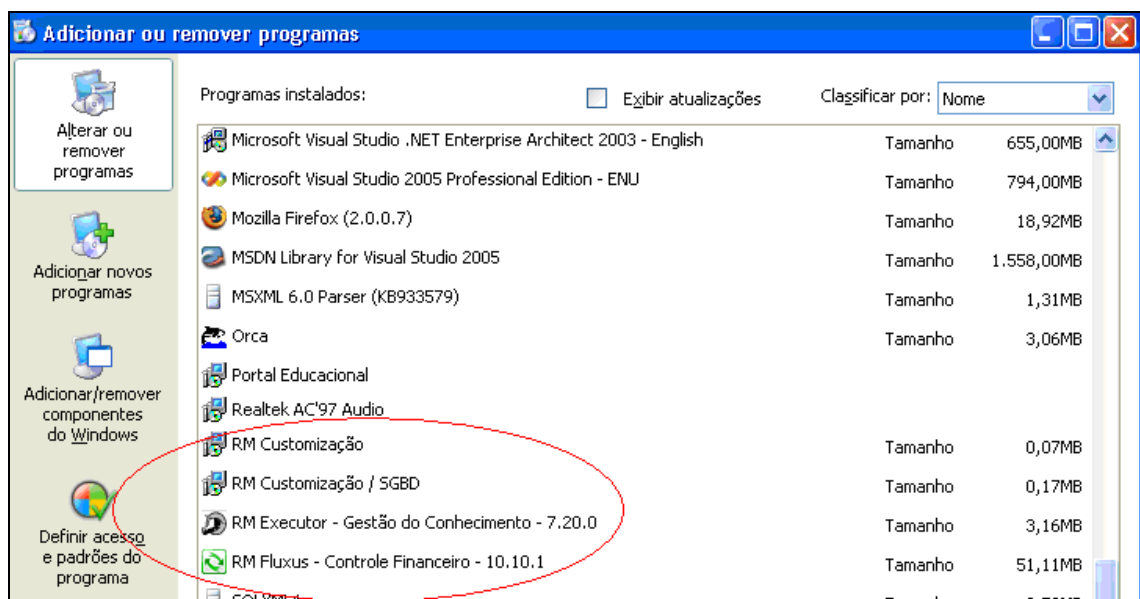 Adicionar ou remover programas
Alterar ou
remover
programas
Adicionar novos
programas
Adicionar/remover
componentes
do Windows
Definir acesso
e padrões do
programa
Programas instalados:
Exibir atualizações
Classificar por: Nome
Microsoft Visual Studio .NET Enterprise Architect 2003 - English Tamanho 655,00MB
Microsoft Visual Studio 2005 Professional Edition - ENU Tamanho 794,00MB
Mozilla Firefox (2.0.0.7) Tamanho 18,92MB
MSDN Library for Visual Studio 2005 Tamanho 1.558,00MB
MSXML 6.0 Parser (KB933579) Tamanho 1,31MB
Orca Tamanho 3,06MB
Portal Educacional
Realtek AC'97 Audio
RM Customização Tamanho 0,07MB
RM Customização / SGBD Tamanho 0,17MB
RM Executor - Gestão do Conhecimento - 7.20.0 Tamanho 3,16MB
RM Fluxus - Controle Financeiro - 10.10.1 Tamanho 51,11MB